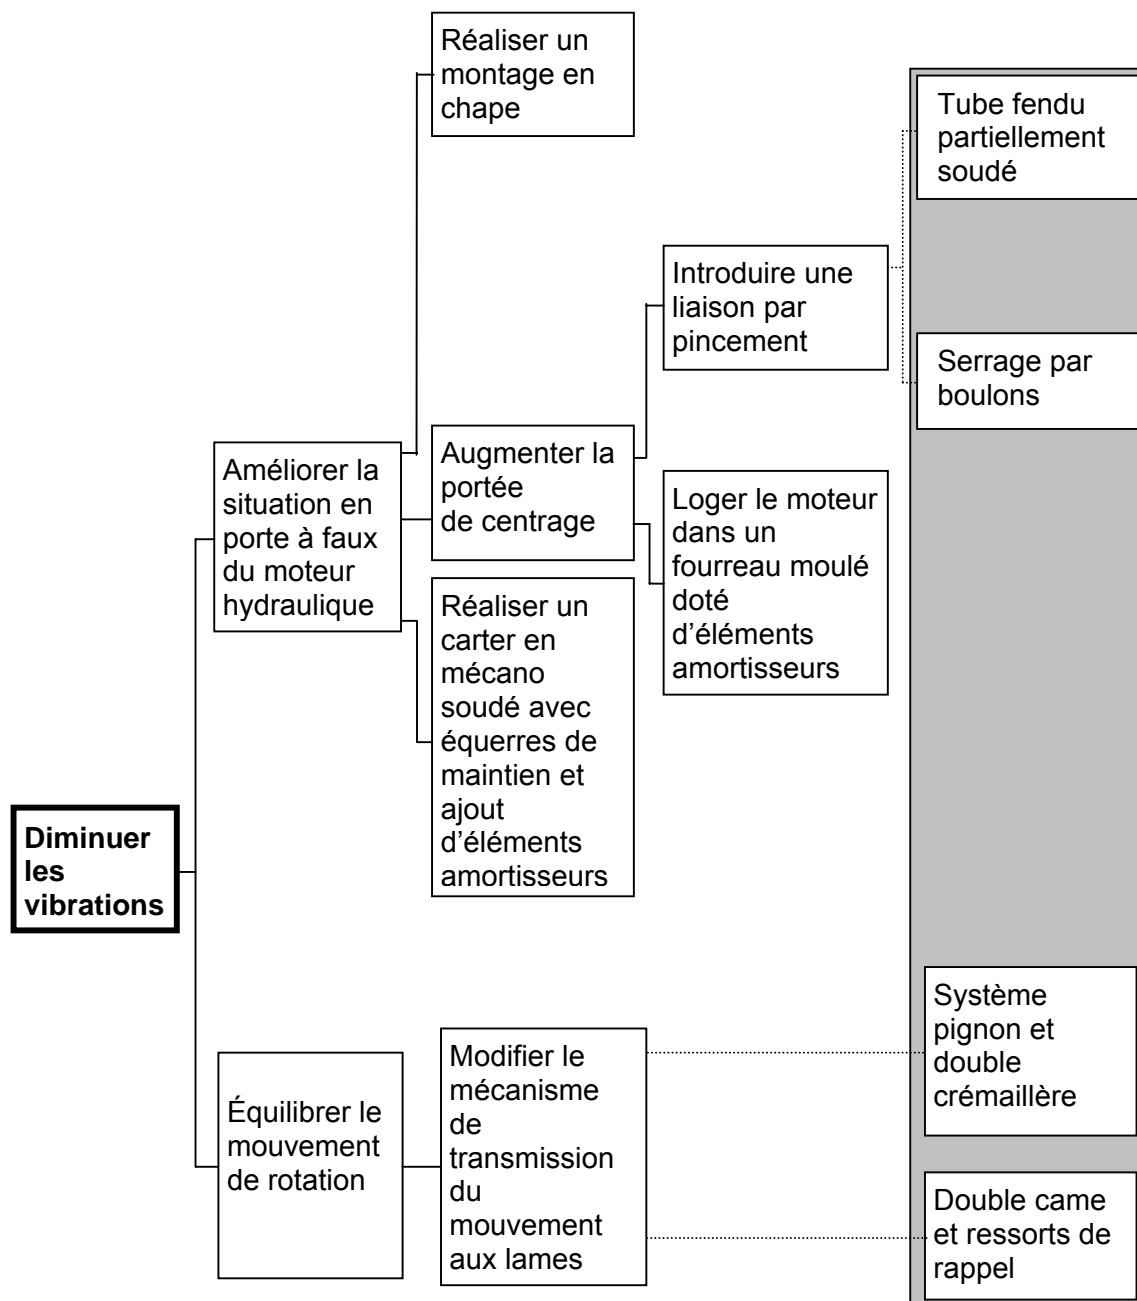 Réaliser un
montage en
chape
Tube fendu
partiellement
soudé
Introduire une
liaison par
pincement
Serrage par
boulons
Améliorer la
situation en
porte à faux
du moteur
hydraulique
Augmenter la
portée
de centrage
Loger le moteur
dans un
fourreau moulé
doté
d’éléments
amortisseurs
Réaliser un
carter en
mécano
soudé avec
équerres de
maintien et
ajout
d’éléments
amortisseurs
Diminuer
les
vibrations
Équilibrer le
mouvement
de rotation
Modifier le
mécanisme
de
transmission
du
mouvement
aux lames
Système
pignon et
double
crémaillère
Double came
et ressorts de
rappel